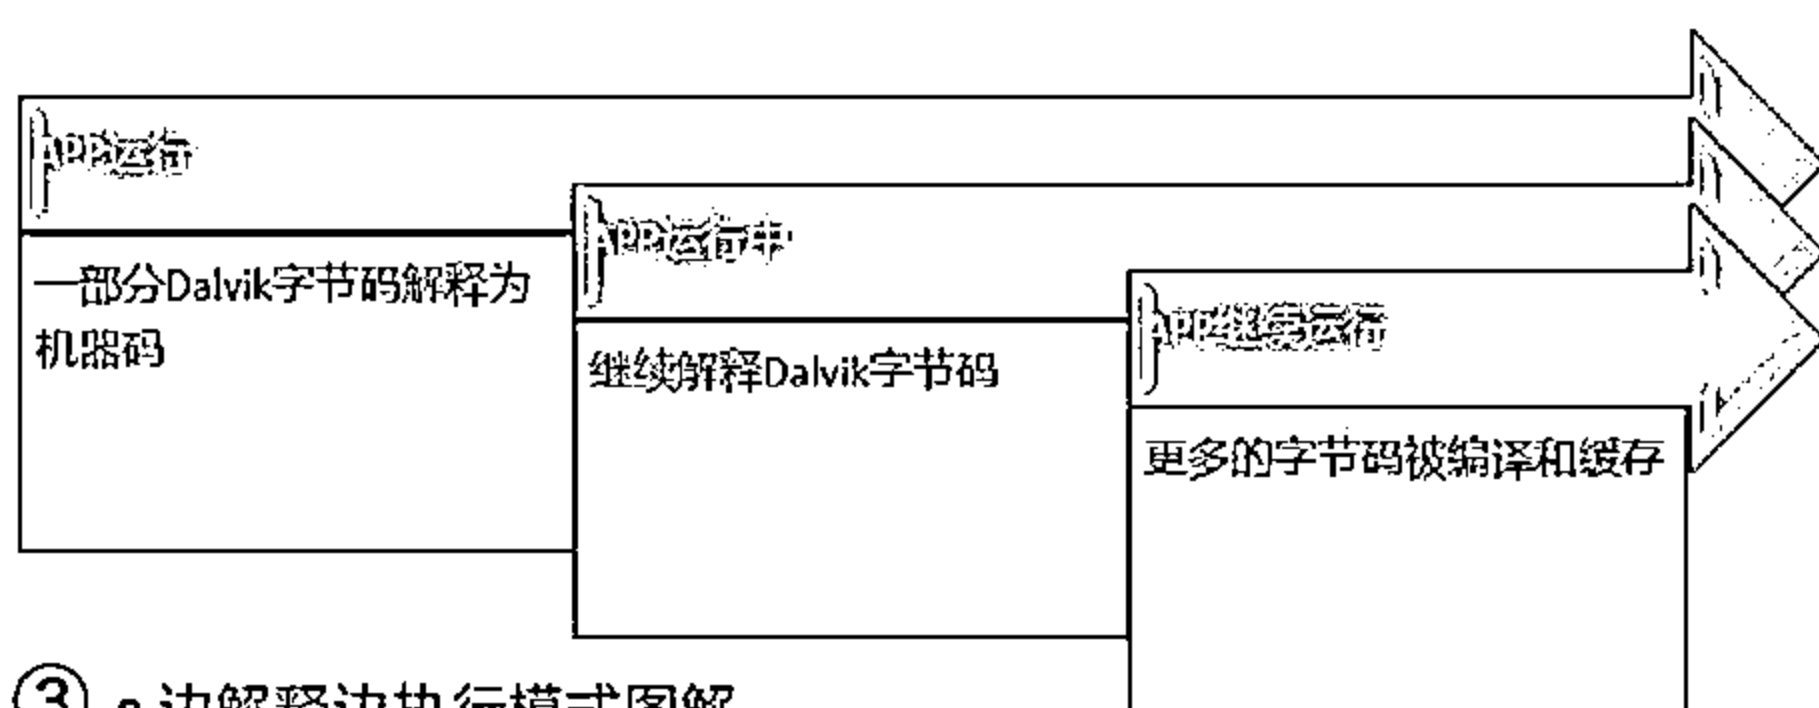 APP运行
一部分Dalvik字节码解释为
机器码
APP运行中
继续解释Dalvik字节码
APP继续运行
更多的字节码被编译和缓存
③ • 边解释边执行模式图解